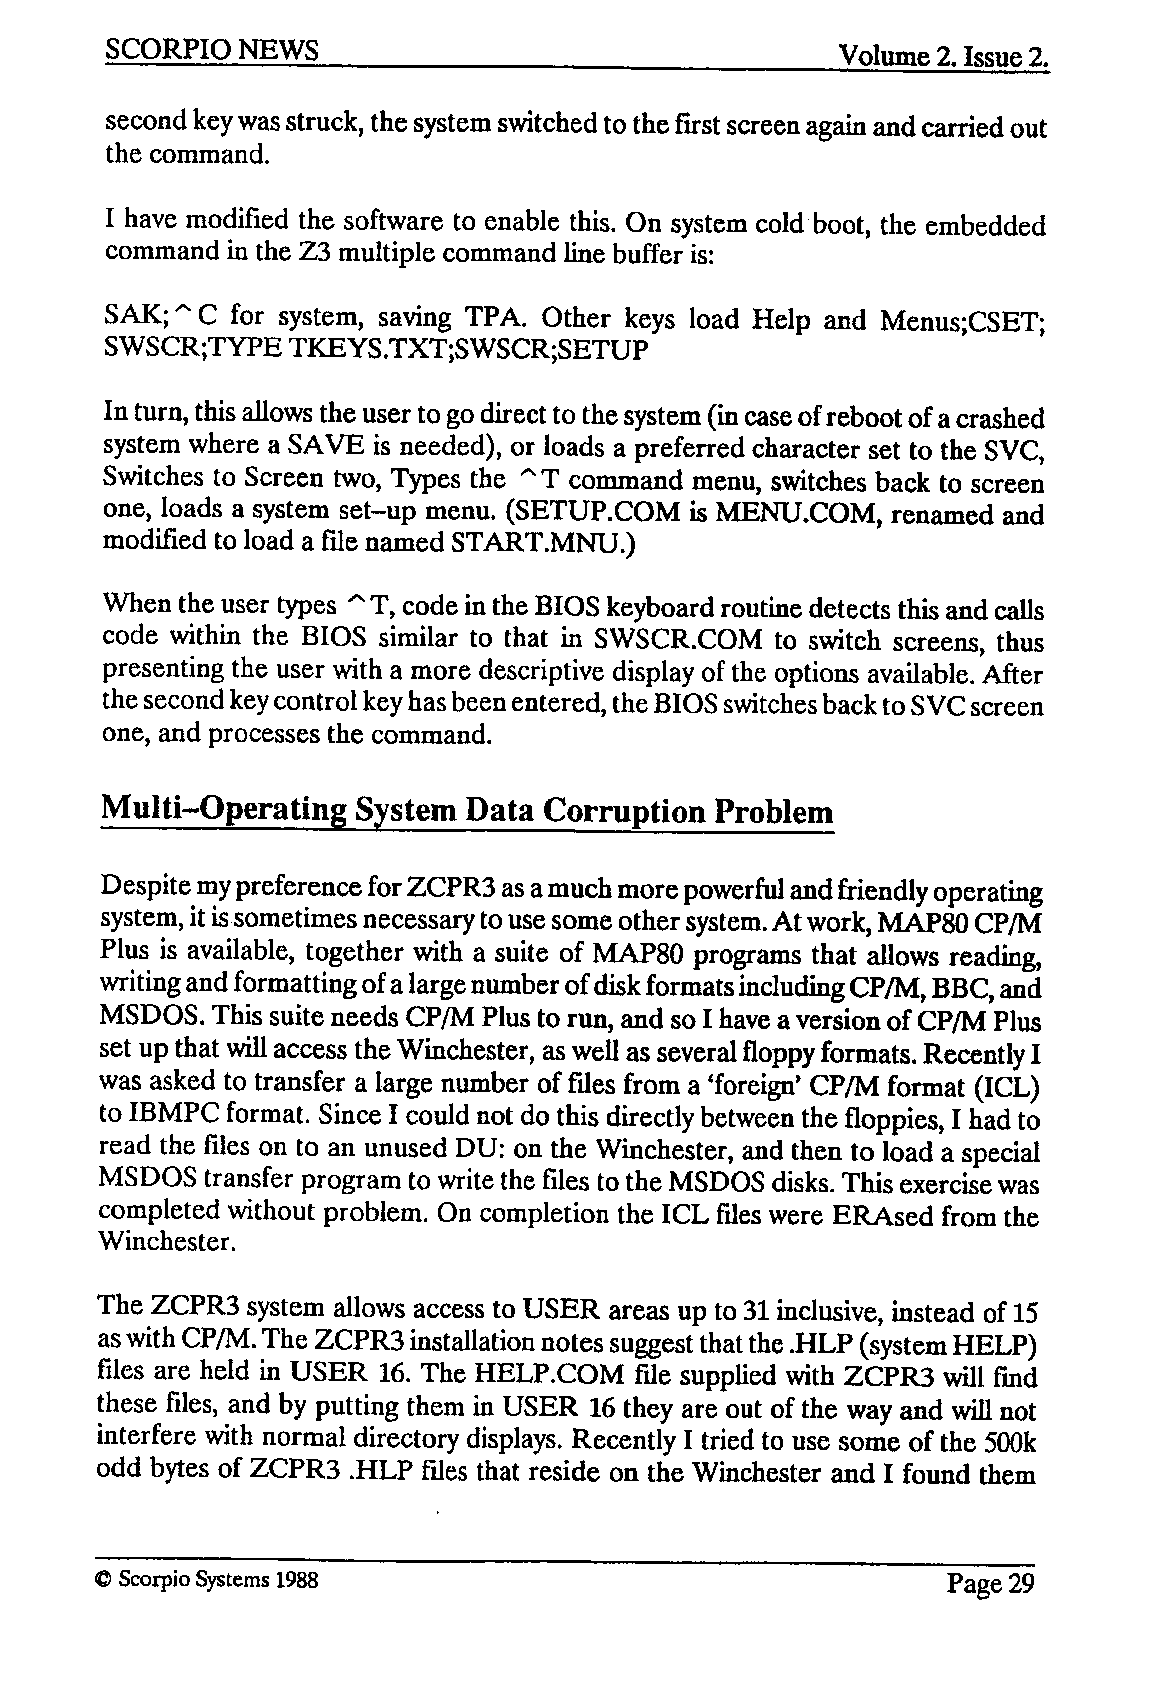 SCORPIO NEWS Volume 2. Issue 2.
second key was struck, the system switched to the first screen again and carried out
the command.
I have modified the software to enable this. On system cold boot, the embedded
command in the Z3 multiple command line buffer is:
SAK;^C for system, saving TPA. Other keys load Help and Menus;CSET;
SWSCR;TYPE TKEYS.TXT;SWSCR;SETUP
In turn, this allows the user to go direct to the system (in case of reboot of a crashed
system where a SAVE is needed), or loads a preferred character set to the SVC,
Switches to Screen two, Types the ^T command menu, switches back to screen
one, loads a system set-up menu. (SETUP.COM is MENU.COM, renamed and
modified to load a file named START.MNU.)
When the user types ^T, code in the BIOS keyboard routine detects this and calls
code within the BIOS similar to that in SWSCR.COM to switch screens, thus
presenting the user with a more descriptive display of the options available. After
the second key control key has been entered, the BIOS switches back to SVC screen
one, and processes the command.
Multi-Operating System Data Corruption Problem
Despite my preference for ZCPR3 as a much more powerful and friendly operating
system, it is sometimes necessary to use some other system. At work, MAP80 CP/M
Plus is available, together with a suite of MAP80 programs that allows reading,
writing and formatting of a large number of disk formats including CP/M, BBC, and
MSDOS. This suite needs CP/M Plus to run, and so I have a version of CP/M Plus
set up that will access the Winchester, as well as several floppy formats. Recently I
was asked to transfer a large number of files from a ‘foreign’ CP/M format (ICL)
to IBMPC format. Since I could not do this directly between the floppies, I had to
read the files on to an unused DU: on the Winchester, and then to load a special
MSDOS transfer program to write the files to the MSDOS disks. This exercise was
completed without problem. On completion the ICL files were ERAsed from the
Winchester.
The ZCPR3 system allows access to USER areas up to 31 inclusive, instead of 15
as with CP/M. The ZCPR3 installation notes suggest that the .HLP (system HELP)
files are held in USER 16. The HELP.COM file supplied with ZCPR3 will find
these files, and by putting them in USER 16 they are out of the way and will not
interfere with normal directory displays. Recently I tried to use some of the 500k
odd bytes of ZCPR3 .HLP files that reside on the Winchester and I found them
© Scorpio Systems 1988 Page 29